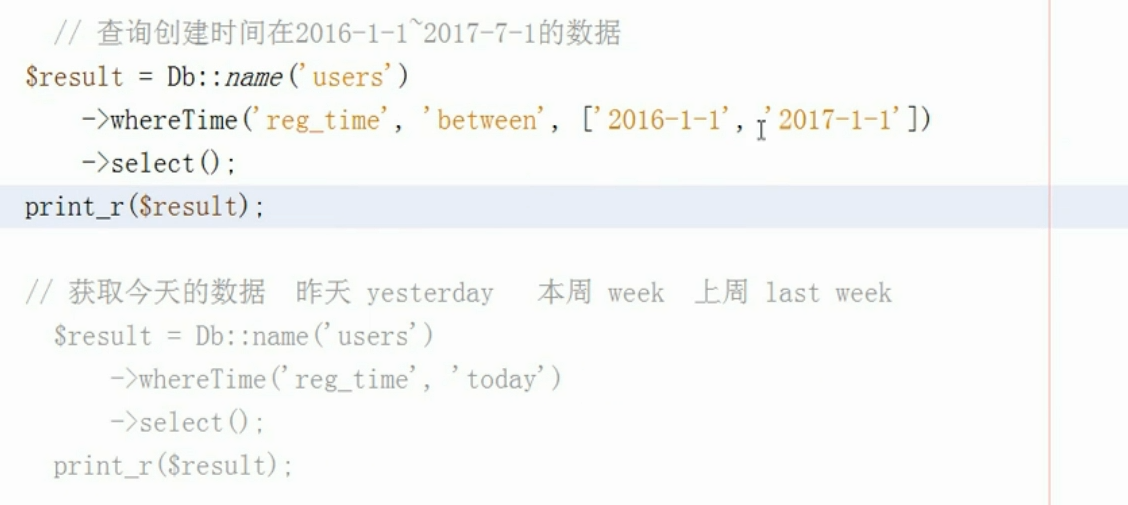 // 查询创建时间在2016-1-1~2017-7-1的数据
$result = Db::name('users')
->whereTime('reg_time', 'between', ['2016-1-1', '2017-1-1'])
->select();
print_r($result);
// 获取今天的数据 昨天 yesterday 本周 week 上周 last week
$result = Db::name('users')
->whereTime('reg_time', 'today')
->select();
print_r($result);